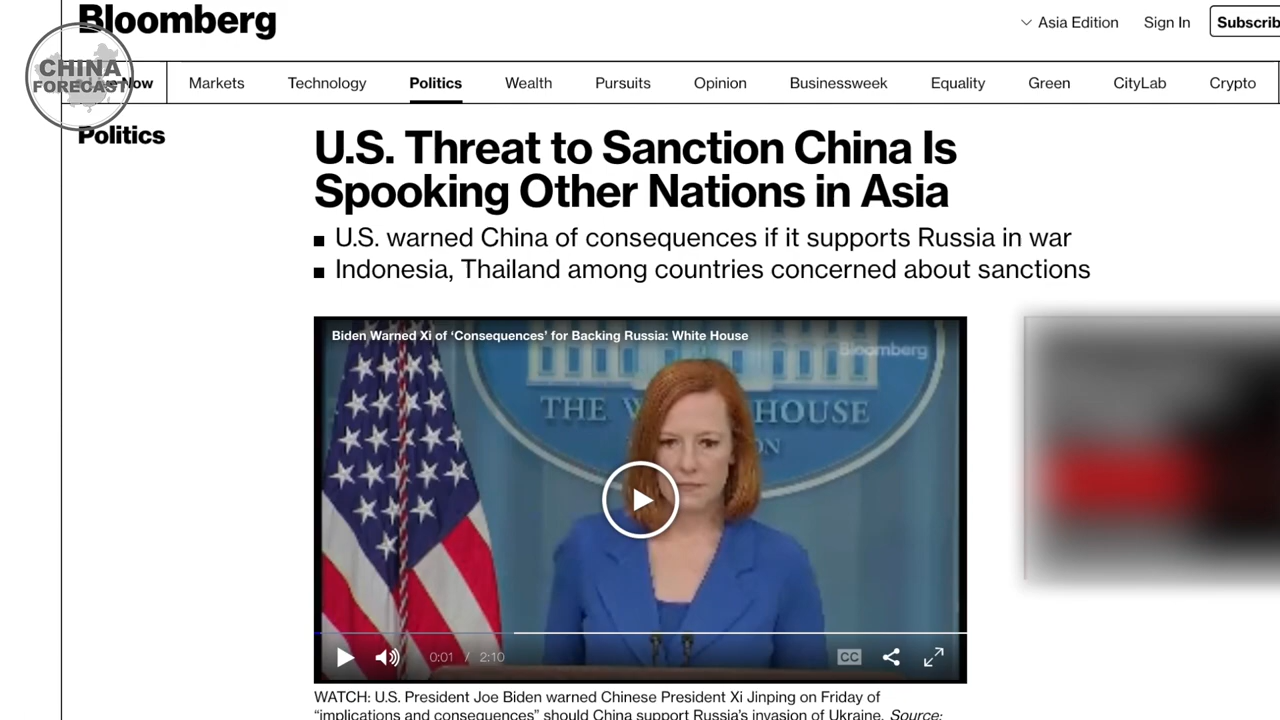 Bloomberg
Asia Edition Sign In Subscrib
CHINA
FORECAST
Now Markets Technology Politics Wealth Pursuits Opinion Businessweek Equality Green CityLab Crypto
Politics
U.S. Threat to Sanction China Is
Spooking Other Nations in Asia
U.S. warned China of consequences if it supports Russia in war
Indonesia, Thailand among countries concerned about sanctions
Biden Warned Xi of ‘Consequences’ for Backing Russia: White House
Bloomberg
THE W HOUSE
ON
0:01 / 2:10
CC
WATCH: U.S. President Joe Biden warned Chinese President Xi Jinping on Friday of
“implications and consequences” should China support Russia’s invasion of Ukraine. Source: